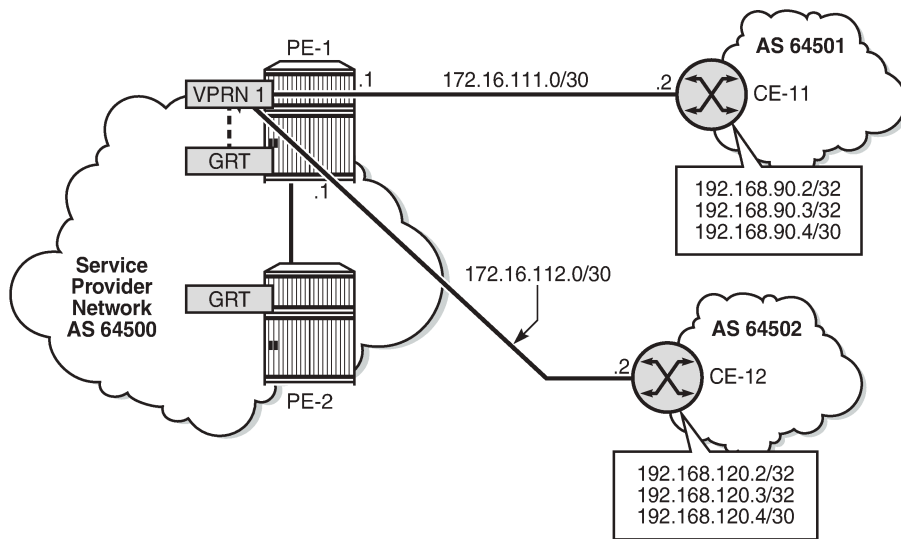 PE-1
VPRN 1
GRT
.1
172.16.111.0/30
.2
AS 64501
CE-11
192.168.90.2/32
192.168.90.3/32
192.168.90.4/30
.1
Service
Provider
Network
AS 64500
GRT
PE-2
172.16.112.0/30
.2
AS 64502
CE-12
192.168.120.2/32
192.168.120.3/32
192.168.120.4/30